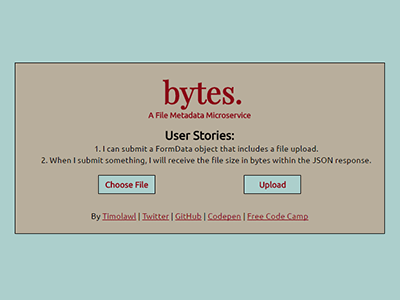 bytes.
A File Metadata Microservice
User Stories:
1. I can submit a FormData object that includes a file upload.
2. When I submit something, I will receive the file size in bytes within the JSON response.
Choose File Upload
By Timolawl | Twitter | GitHub | Codepen | Free Code Camp